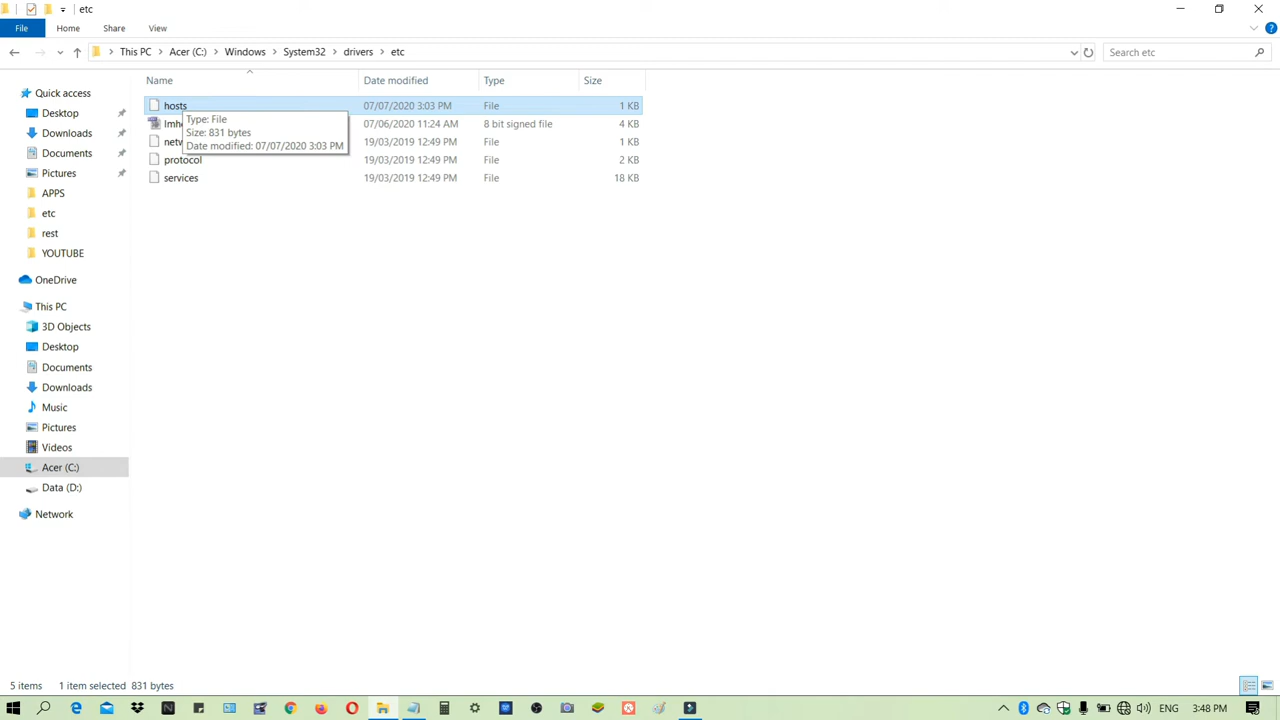 etc
File Home Share View
This PC Acer (C:) Windows System32 drivers etc
Search etc
Name Date modified Type Size
Quick access
Desktop
Downloads
Documents
Pictures
APPS
etc
rest
YOUTUBE
OneDrive
This PC
3D Objects
Desktop
Documents
Downloads
Music
Pictures
Videos
Acer (C:)
Data (D:)
Network
hosts 07/07/2020 3:03 PM File 1 KB
07/06/2020 11:24 AM 8 bit signed file 4 KB
19/03/2019 12:49 PM File 1 KB
protocol 19/03/2019 12:49 PM File 2 KB
services 19/03/2019 12:49 PM File 18 KB
Type: File
Size: 831 bytes
Date modified: 07/07/2020 3:03 PM
5 items 1 item selected 831 bytes
ENG 3:48 PM